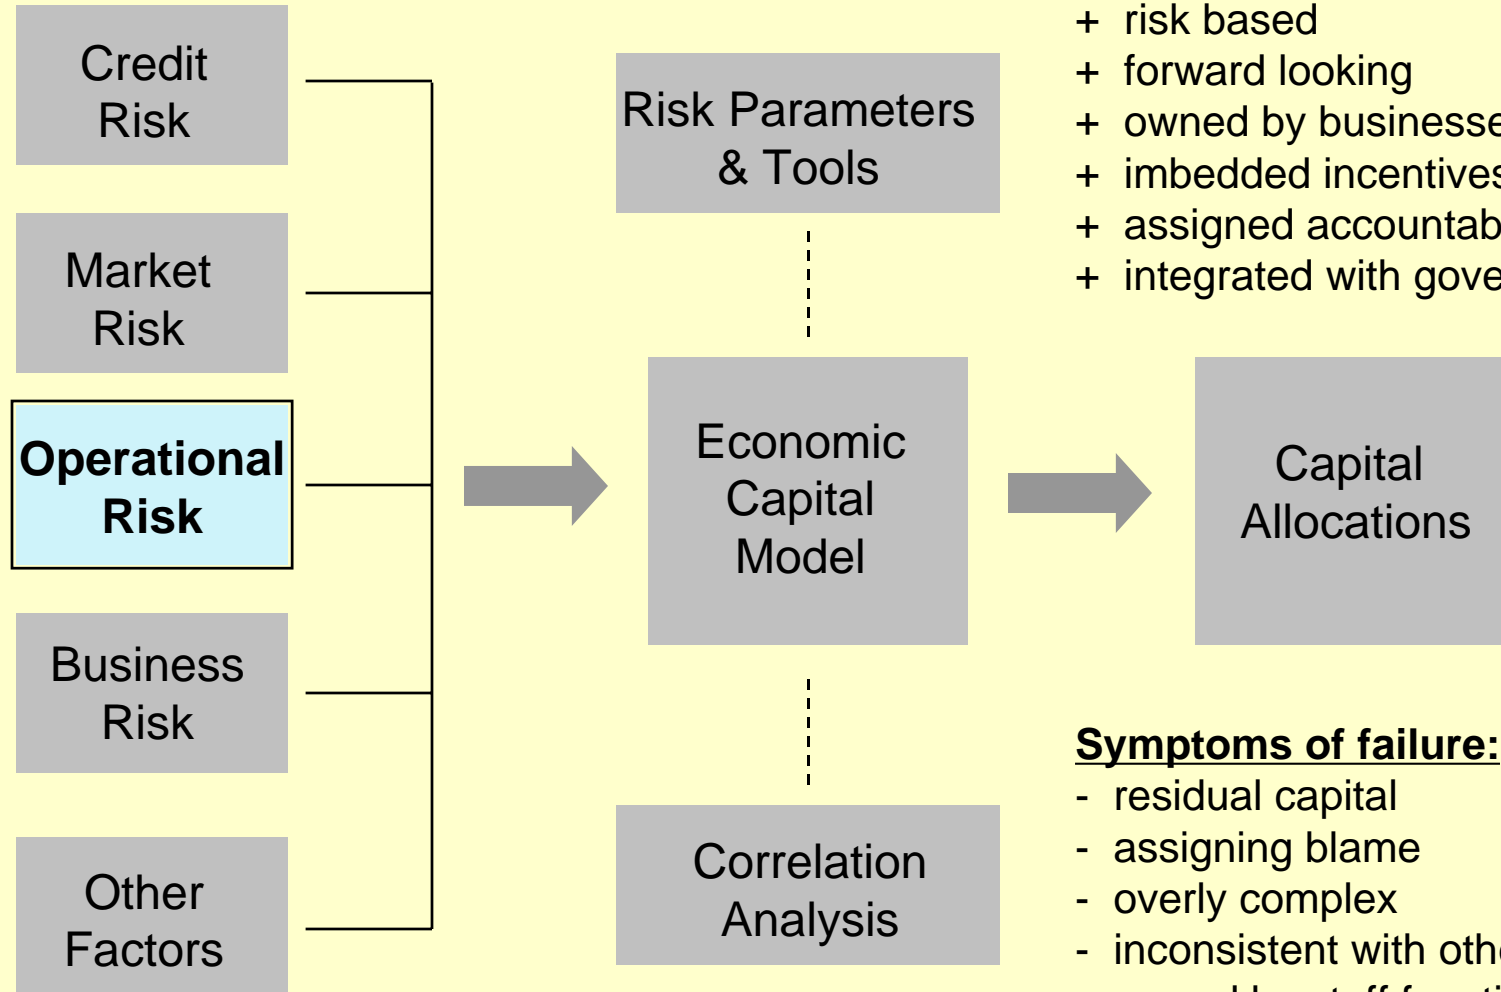 Credit
Risk
Market
Risk
Operational
Risk
Business
Risk
Other
Factors
Risk Parameters
& Tools
Economic
Capital
Model
Correlation
Analysis
+ risk based
+ forward looking
+ owned by businesse
+ imbedded incentives
+ assigned accountab
+ integrated with gove
Capital
Allocations
Symptoms of failure:
- residual capital
- assigning blame
- overly complex
- inconsistent with othe